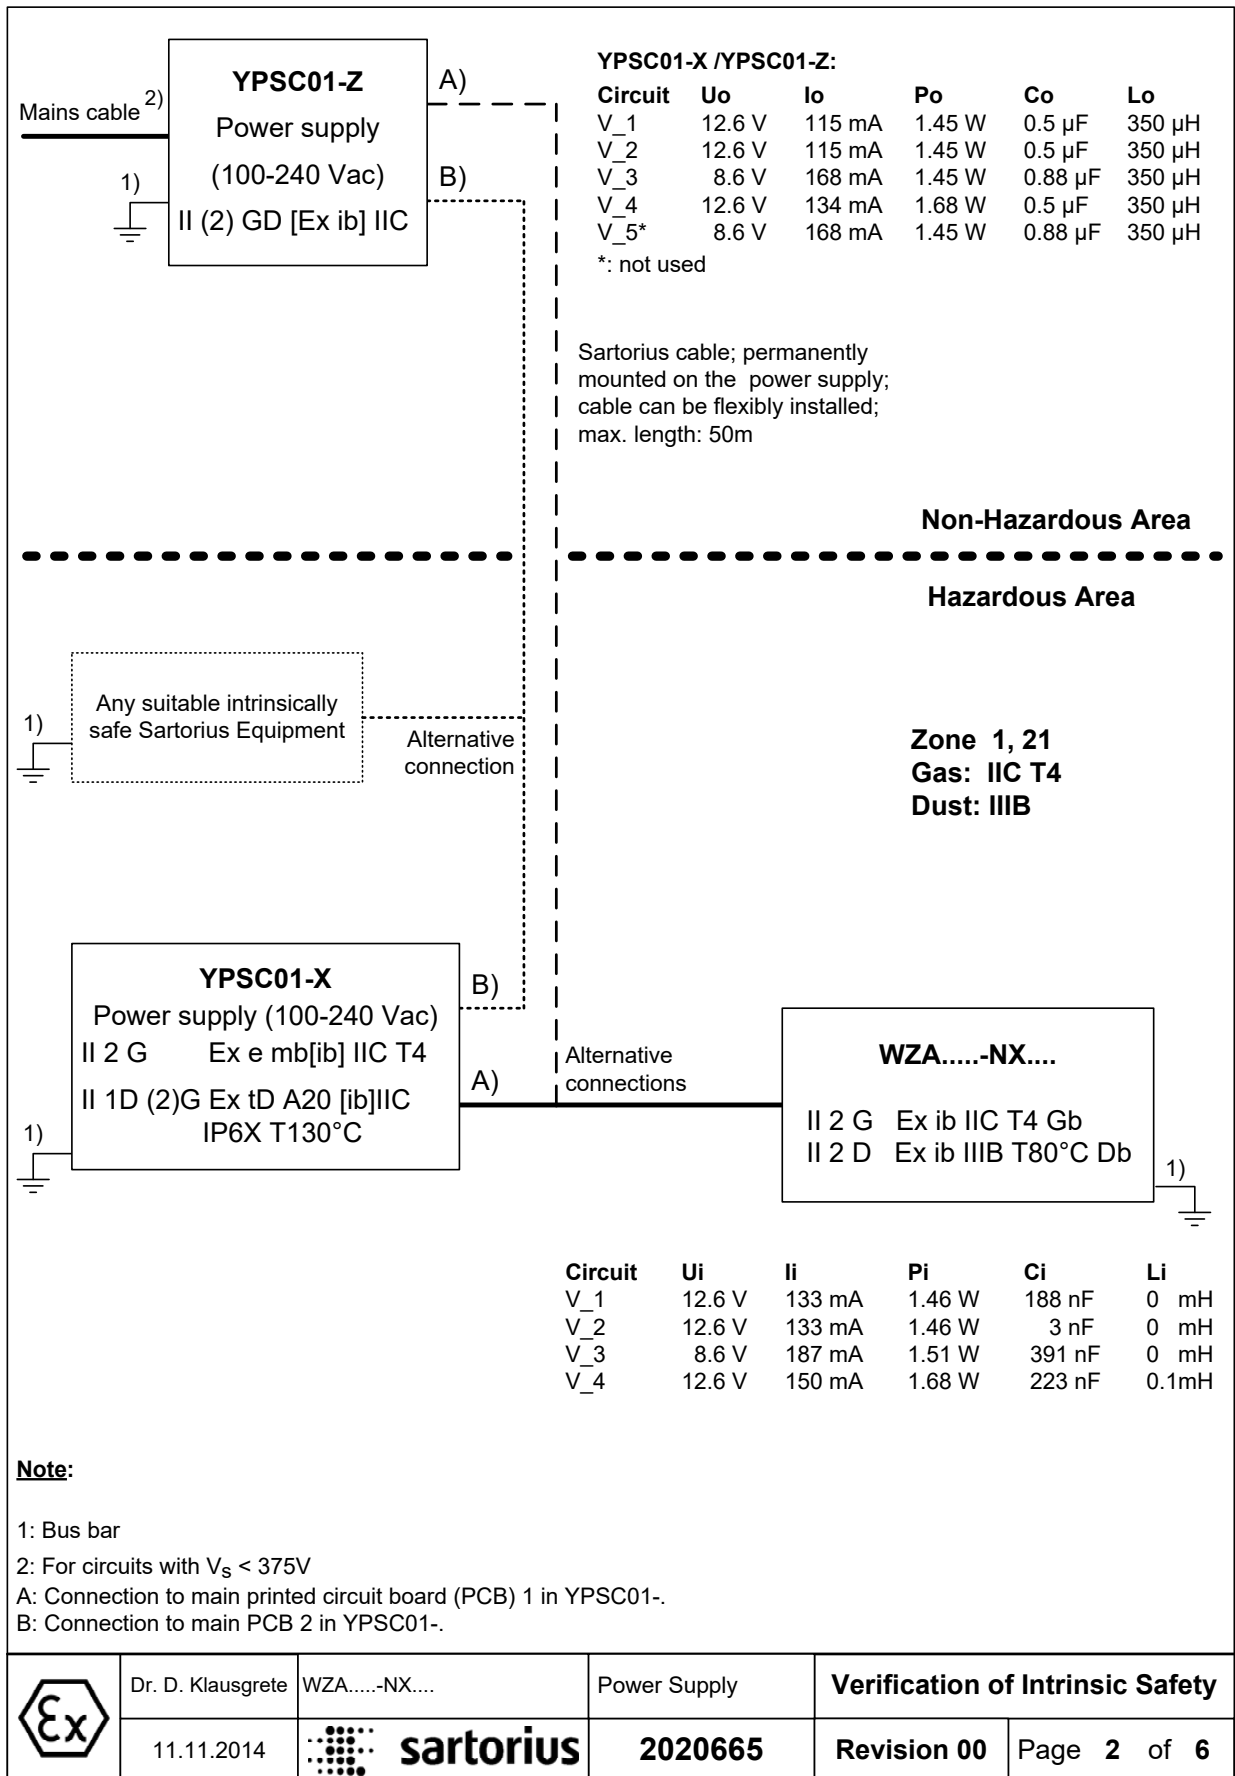 YPSC01-Z
Power supply
(100-240 Vac)
II (2) GD [Ex ib] IIC
Mains cable 2)
1)
A)
B)
YPSC01-X /YPSC01-Z:
Circuit Uo Io Po Co Lo
V_1 12.6 V 115 mA 1.45 W 0.5 µF 350 µH
V_2 12.6 V 115 mA 1.45 W 0.5 µF 350 µH
V_3 8.6 V 168 mA 1.45 W 0.88 µF 350 µH
V_4 12.6 V 134 mA 1.68 W 0.5 µF 350 µH
V_5* 8.6 V 168 mA 1.45 W 0.88 µF 350 µH
*: not used
Sartorius cable; permanently
mounted on the power supply;
cable can be flexibly installed;
max. length: 50m
Non-Hazardous Area
Hazardous Area
Any suitable intrinsically
safe Sartorius Equipment
1)
Alternative
connection
Zone 1, 21
Gas: IIC T4
Dust: IIIB
YPSC01-X
Power supply (100-240 Vac)
II 2 G Ex e mb[ib] IIC T4
II 1D (2)G Ex tD A20 [ib]IIC
IP6X T130°C
1)
B)
A)
Alternative
connections
WZA.....-NX....
II 2 G Ex ib IIC T4 Gb
II 2 D Ex ib IIIB T80°C Db
1)
Circuit Ui Ii Pi Ci Li
V_1 12.6 V 133 mA 1.46 W 188 nF 0 mH
V_2 12.6 V 133 mA 1.46 W 3 nF 0 mH
V_3 8.6 V 187 mA 1.51 W 391 nF 0 mH
V_4 12.6 V 150 mA 1.68 W 223 nF 0.1mH
Note:
1: Bus bar
2: For circuits with Vs < 375V
A: Connection to main printed circuit board (PCB) 1 in YPSC01-.
B: Connection to main PCB 2 in YPSC01-.
Ex
Dr. D. Klausgrete
WZA.....-NX....
Power Supply
Verification of Intrinsic Safety
11.11.2014
sartorius
2020665
Revision 00
Page 2 of 6